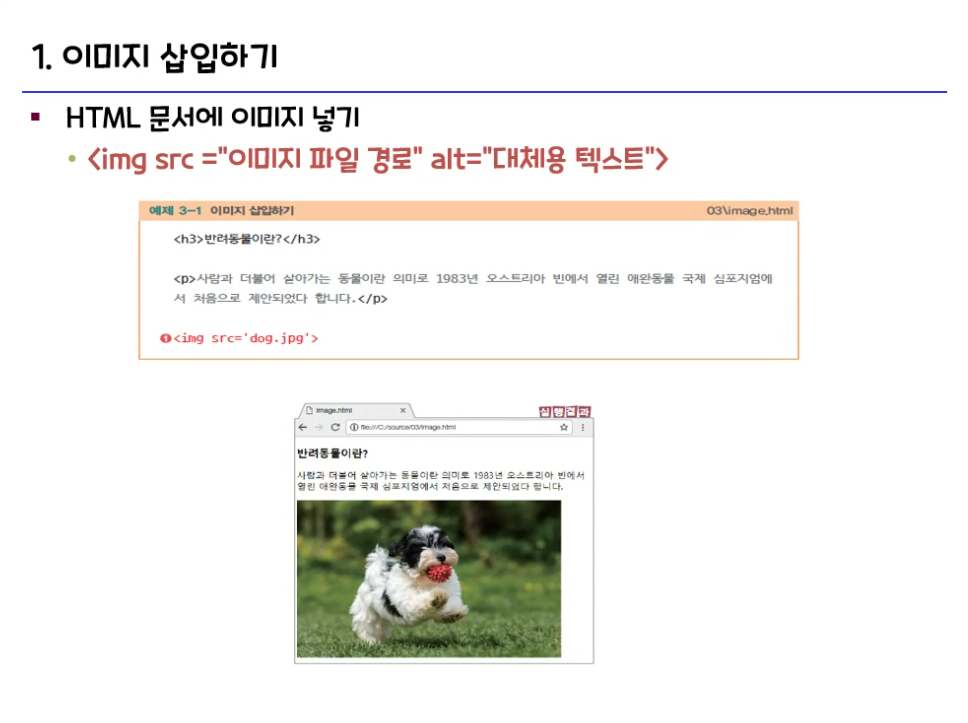 1. 이미지 삽입하기
▪ HTML 문서에 이미지 넣기
• <img src ="이미지 파일 경로" alt="대체용 텍스트">
예제 3-1 이미지 삽입하기 03\image.html
<h3>반려동물이란?</h3>
<p>사람과 더불어 살아가는 동물이란 의미로 1983년 오스트리아 빈에서 열린 애완동물 국제 심포지엄에
서 처음으로 제안되었다 합니다.</p>
❶<img src='dog.jpg'>
실행결과
image.html
file:///C:/source/03/image.html
반려동물이란?
사람과 더불어 살아가는 동물이란 의미로 1983년 오스트리아 빈에서
열린 애완동물 국제 심포지엄에서 처음으로 제안되었다 합니다.